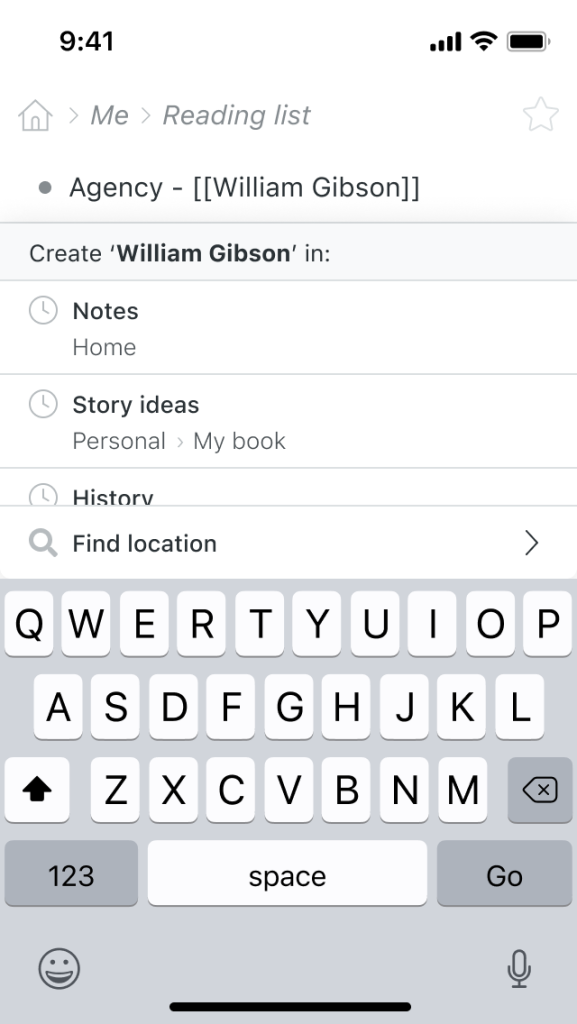 9:41
Me > Reading list
Agency - [[William Gibson]]
Create ‘William Gibson’ in:
Notes
Home
Story ideas
Personal › My book
History
Find location
Q W E R T Y U I O P
A S D F G H J K L
Z X C V B N M
123 space Go